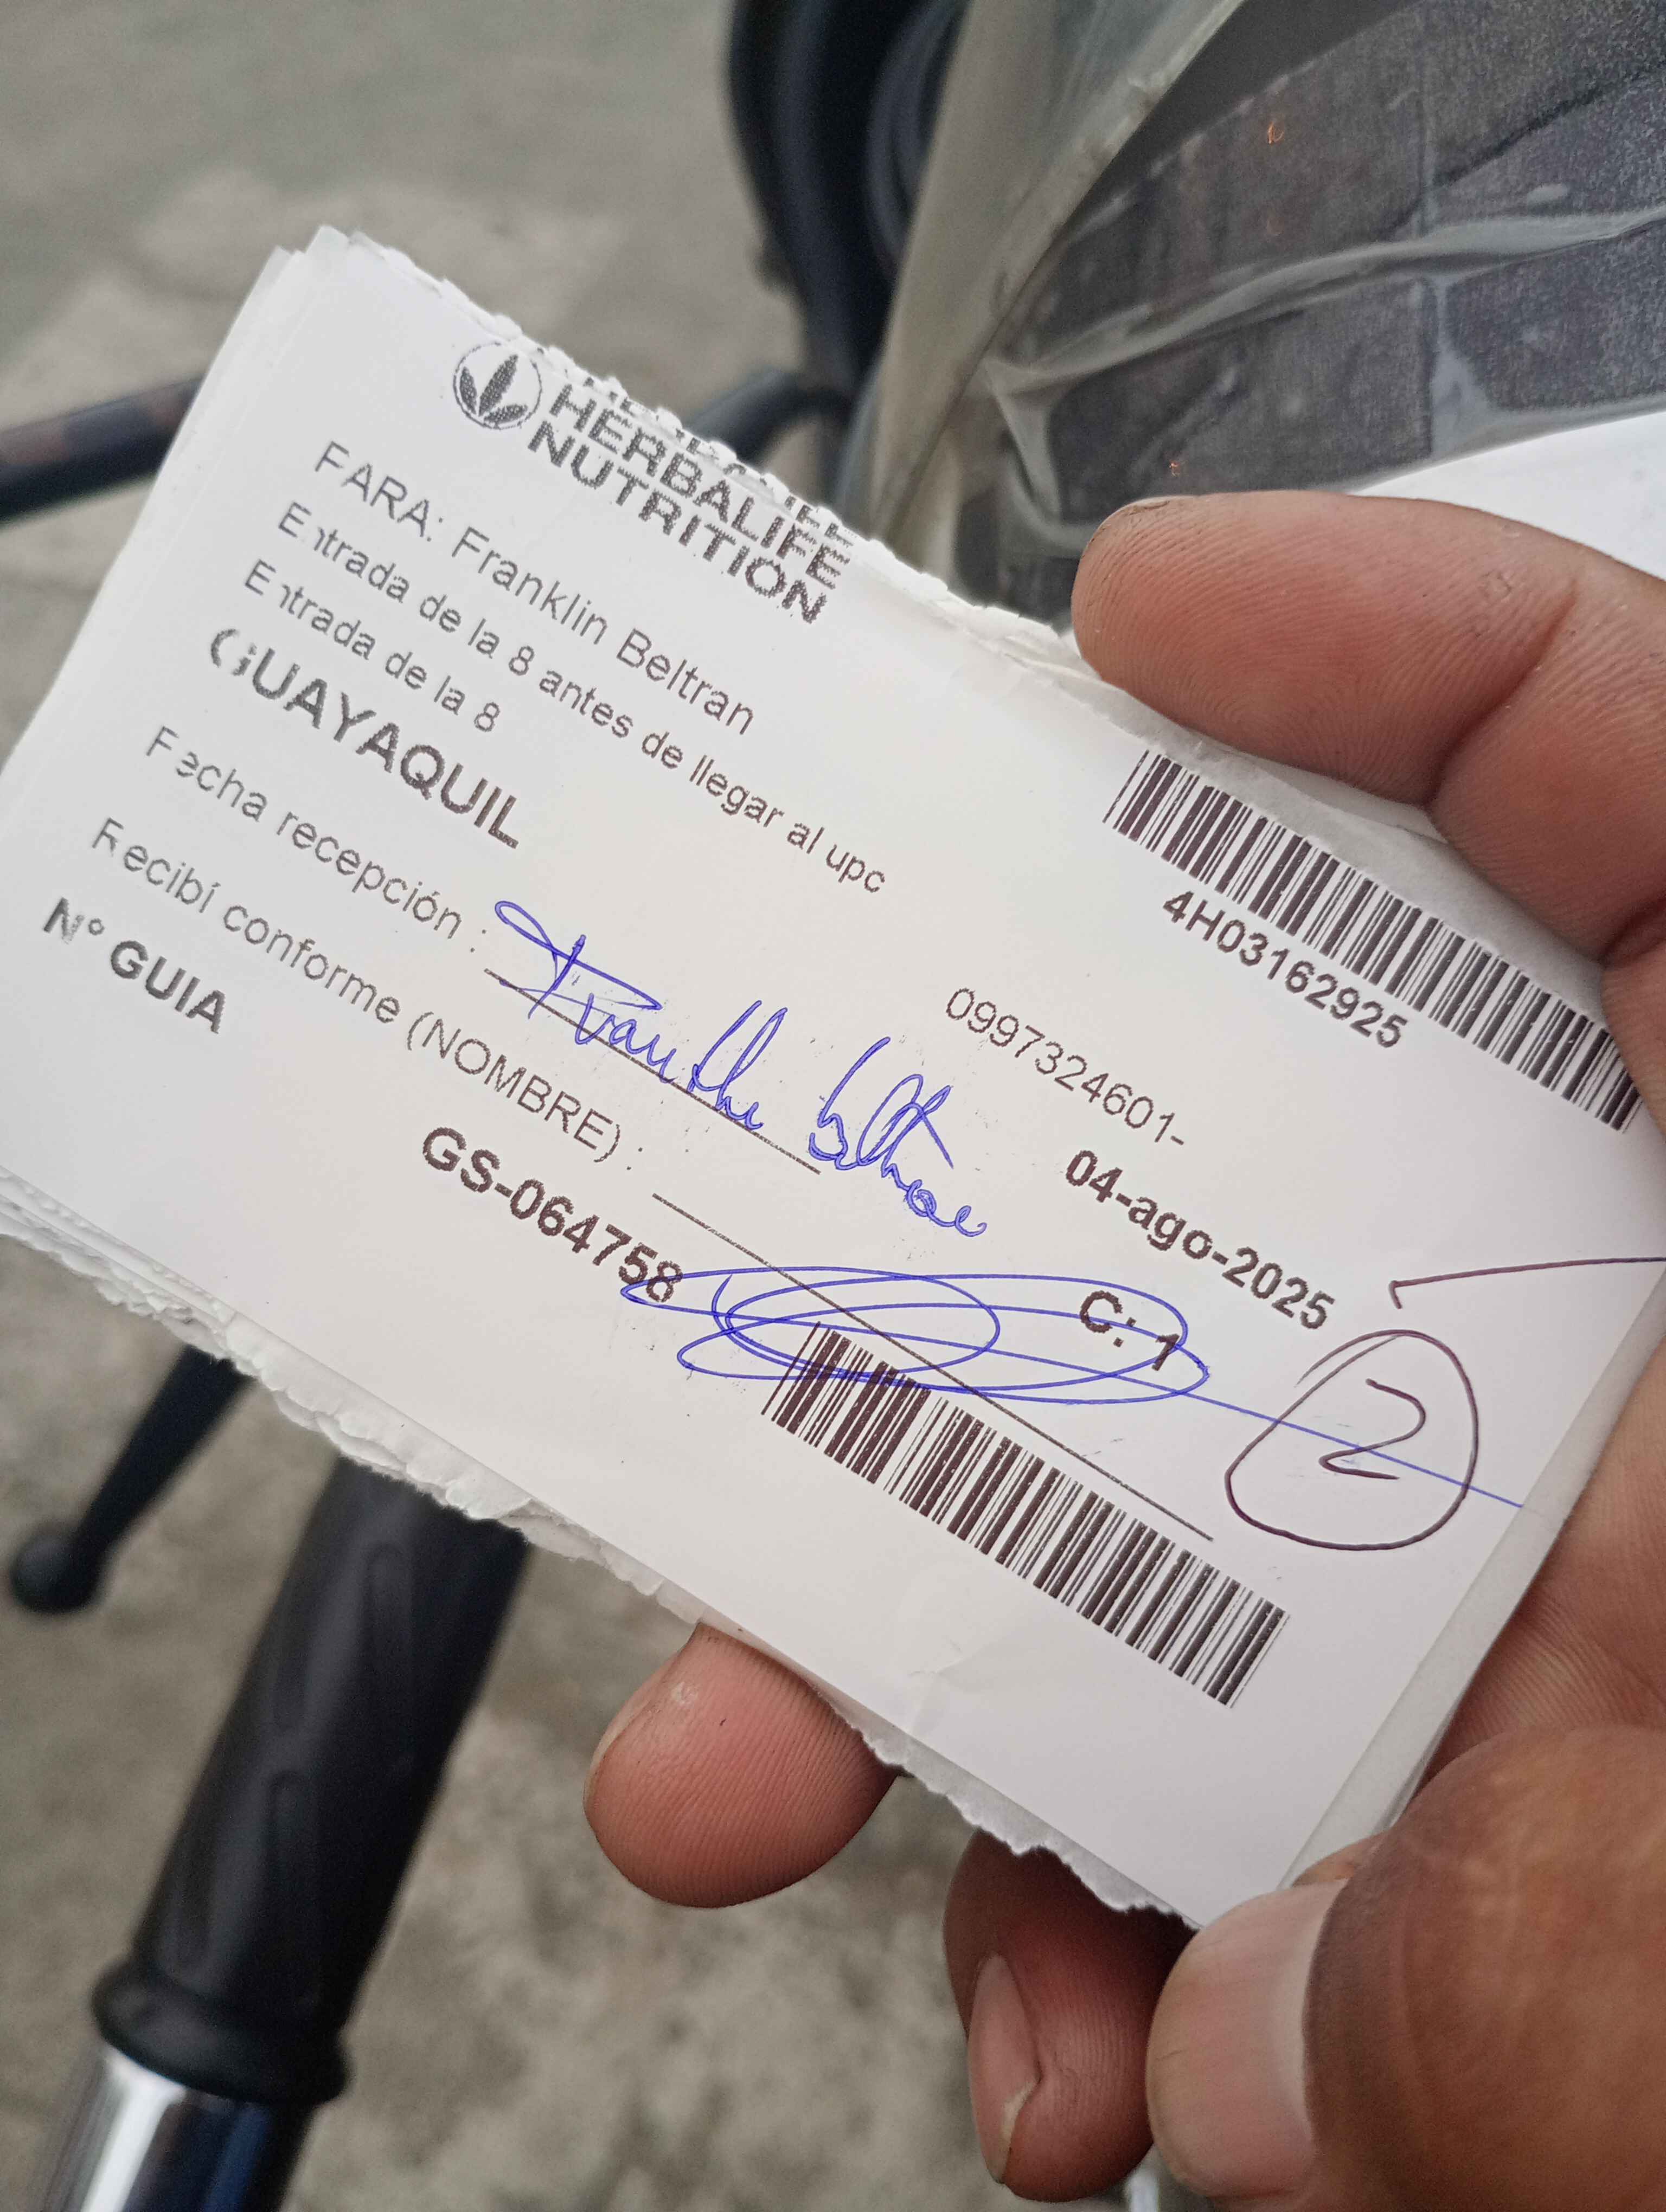 HERBALIFE
NUTRITION
PARA: Franklin Beltran
Entrada de la 8 antes de llegar al upc
Entrada de la 8
GUAYAQUIL
4H03162925
0997324601-
Fecha recepción :
04-ago-2025
Recibí conforme (NOMBRE) :
C: 1
2
Nº GUIA
GS-064758